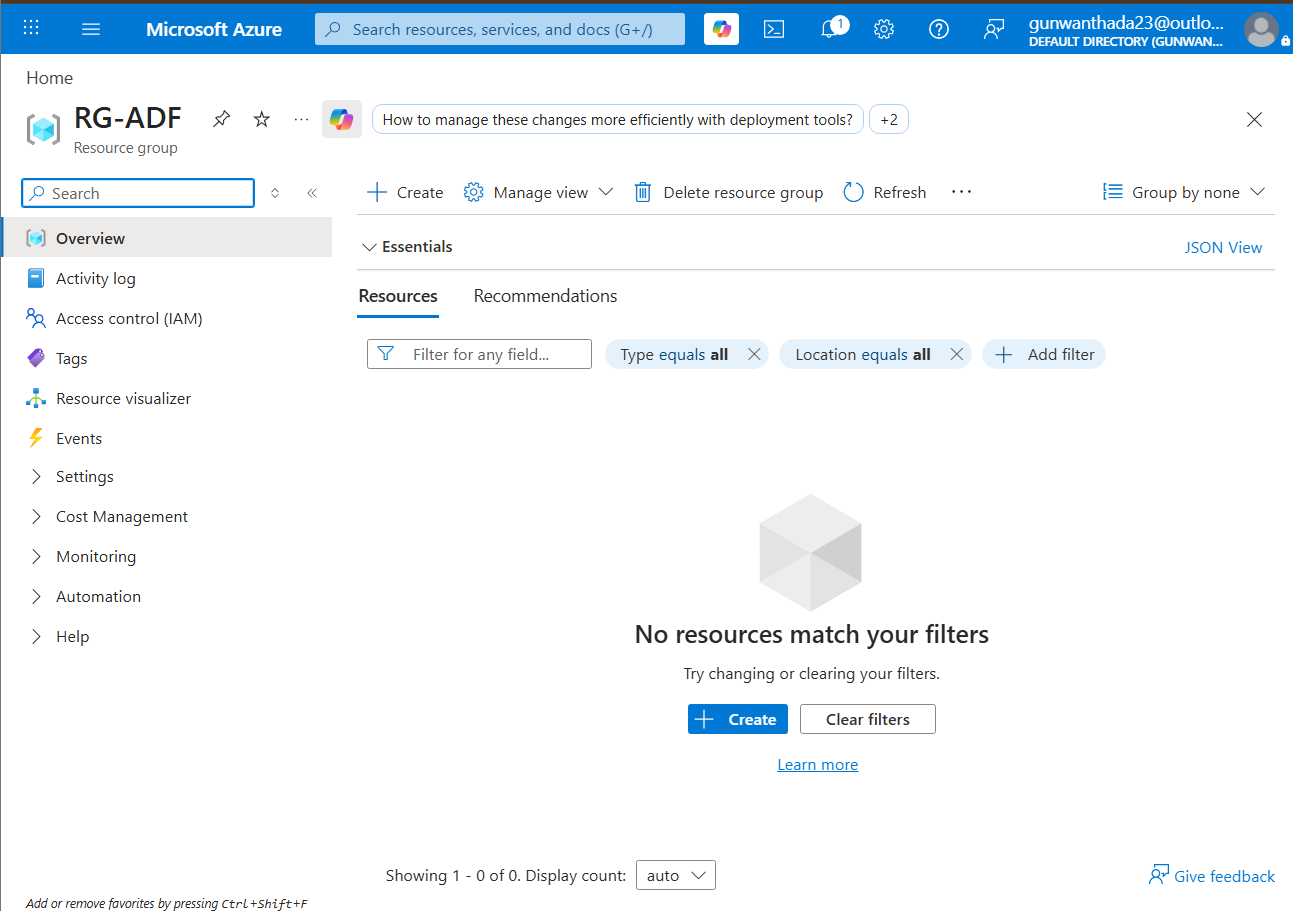 Microsoft Azure
Search resources, services, and docs (G+/)
1
gunwanthada23@outlo...
DEFAULT DIRECTORY (GUNWAN...
Home
RG-ADF
Resource group
How to manage these changes more efficiently with deployment tools?
+2
Search
Create
Manage view
Delete resource group
Refresh
Group by none
Overview
Activity log
Access control (IAM)
Tags
Resource visualizer
Events
Settings
Cost Management
Monitoring
Automation
Help
Essentials
JSON View
Resources
Recommendations
Filter for any field...
Type equals all
Location equals all
Add filter
No resources match your filters
Try changing or clearing your filters.
Create
Clear filters
Learn more
Showing 1 - 0 of 0. Display count:
auto
Give feedback
Add or remove favorites by pressing Ctrl+Shift+F